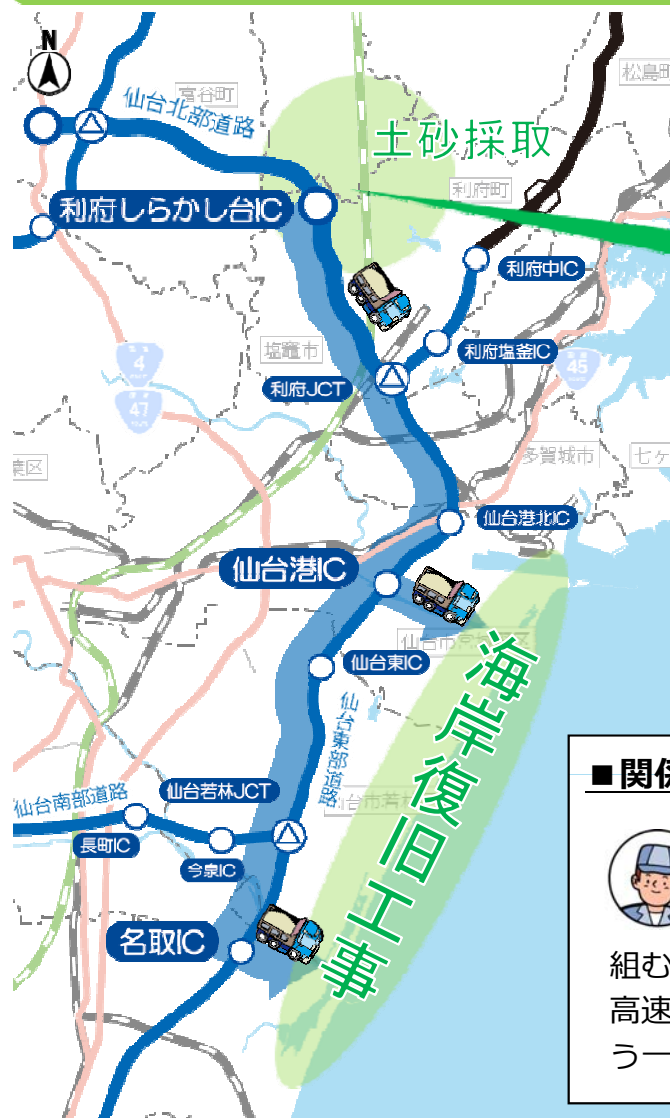 N
富谷町
松島町
仙台北部道路
土砂採取
利府町
利府しらかし台IC
利府中IC
塩竈市
利府塩釜IC
4
47
45
利府JCT
多賀城市
七ヶ
葉区
仙台港北IC
仙台港IC
仙台東IC
海岸復旧工事
仙台東部道路
仙台南部道路
仙台若林JCT
長町IC
今泉IC
名取IC
■関係
組む
高速
う一